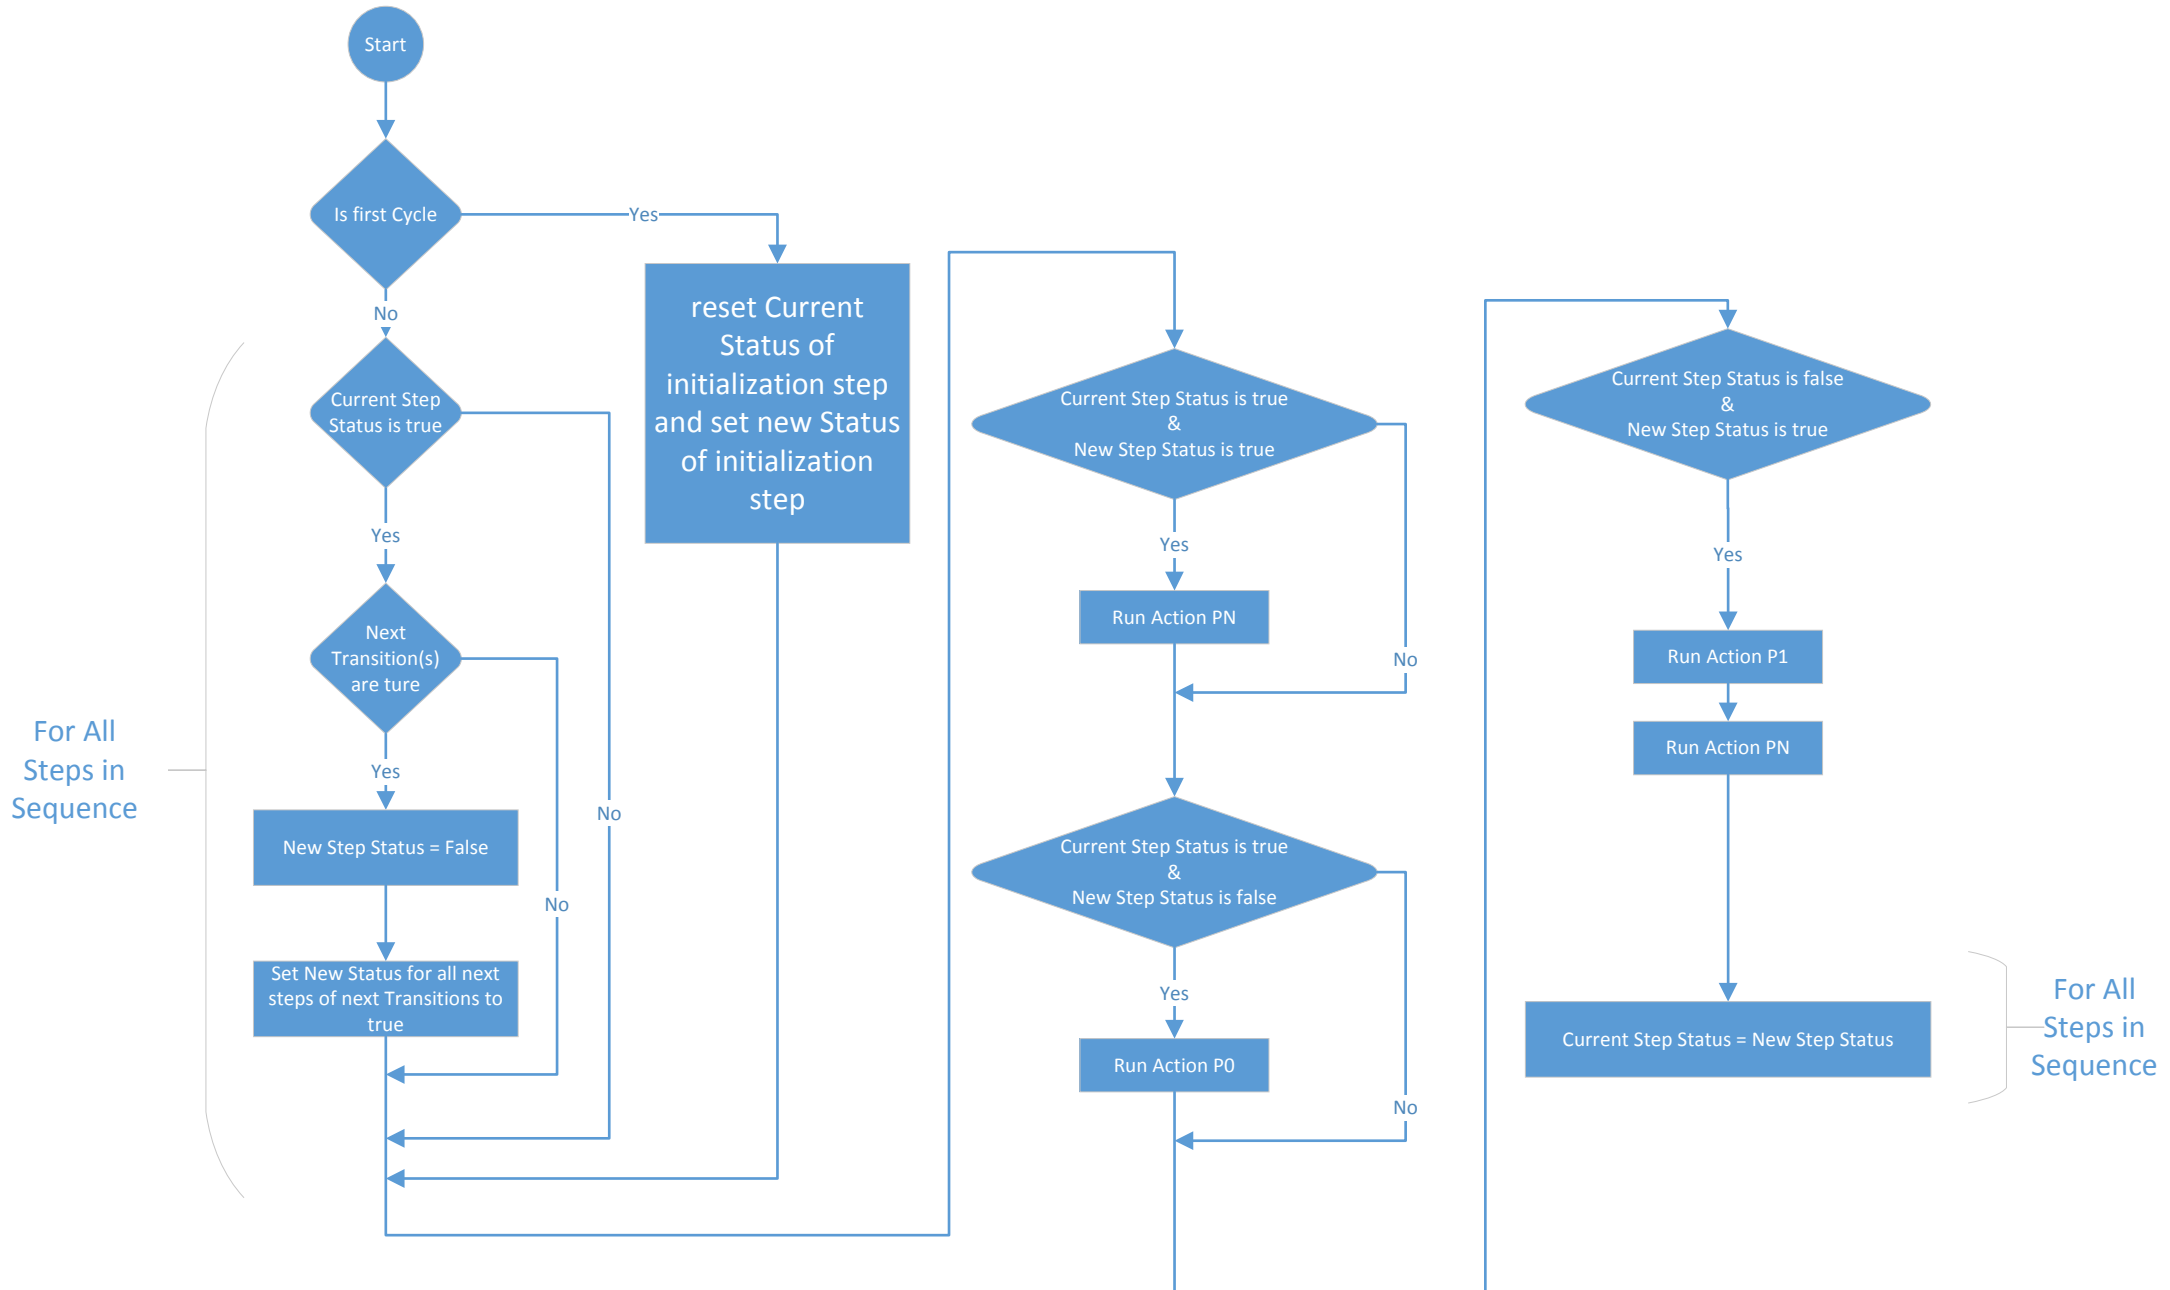 Start
Is first Cycle
Yes
No
reset Current
Status of
initialization step
and set new Status
of initialization
step
Current Step
Status is true
Yes
No
Next
Transition(s)
are ture
Yes
No
New Step Status = False
Set New Status for all next
steps of next Transitions to
true
For All
Steps in
Sequence
Current Step Status is true
&
New Step Status is true
Yes
No
Run Action PN
Current Step Status is true
&
New Step Status is false
Yes
No
Run Action P0
Current Step Status is false
&
New Step Status is true
Yes
Run Action P1
Run Action PN
Current Step Status = New Step Status
For All
Steps in
Sequence